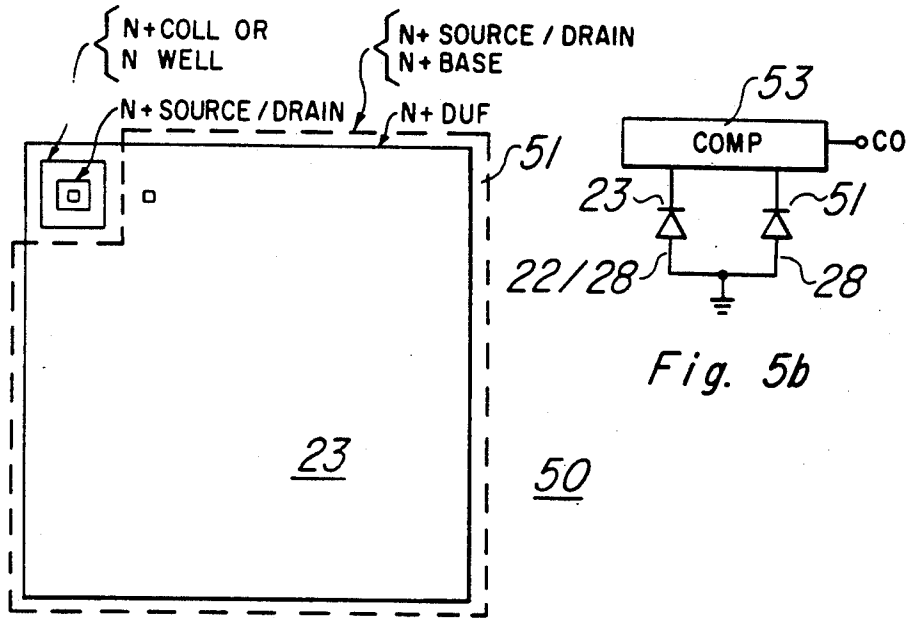 N+COLL OR
N WELL
N+ SOURCE / DRAIN
N+ BASE
N+ SOURCE/DRAIN
N+ DUF
51
53
COMP
CO
23
51
22/28
28
Fig. 5b
23
50